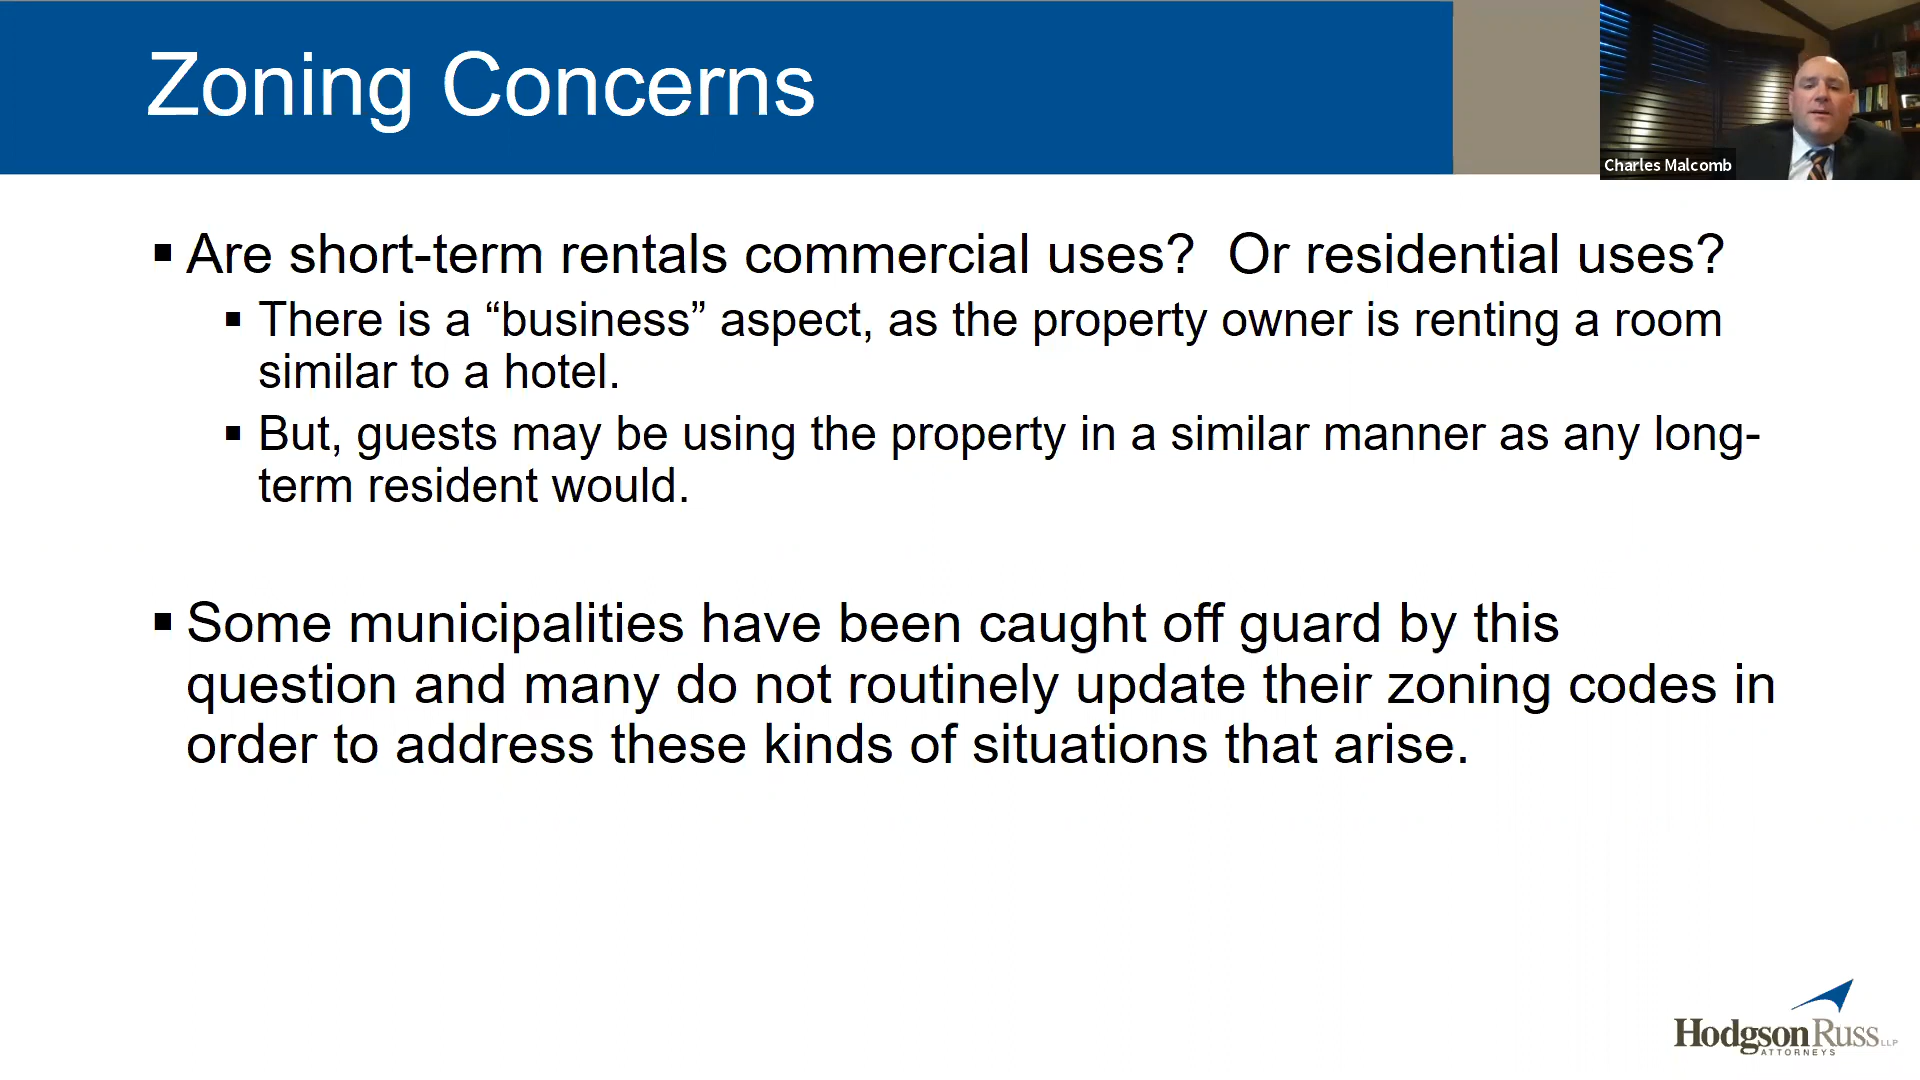 Zoning Concerns
Charles Malcomb
▪ Are short-term rentals commercial uses?  Or residential uses?
▪ There is a “business” aspect, as the property owner is renting a room
similar to a hotel.
▪ But, guests may be using the property in a similar manner as any long-
term resident would.
▪ Some municipalities have been caught off guard by this
question and many do not routinely update their zoning codes in
order to address these kinds of situations that arise.
HodgsonRuss LLP
ATTORNEYS